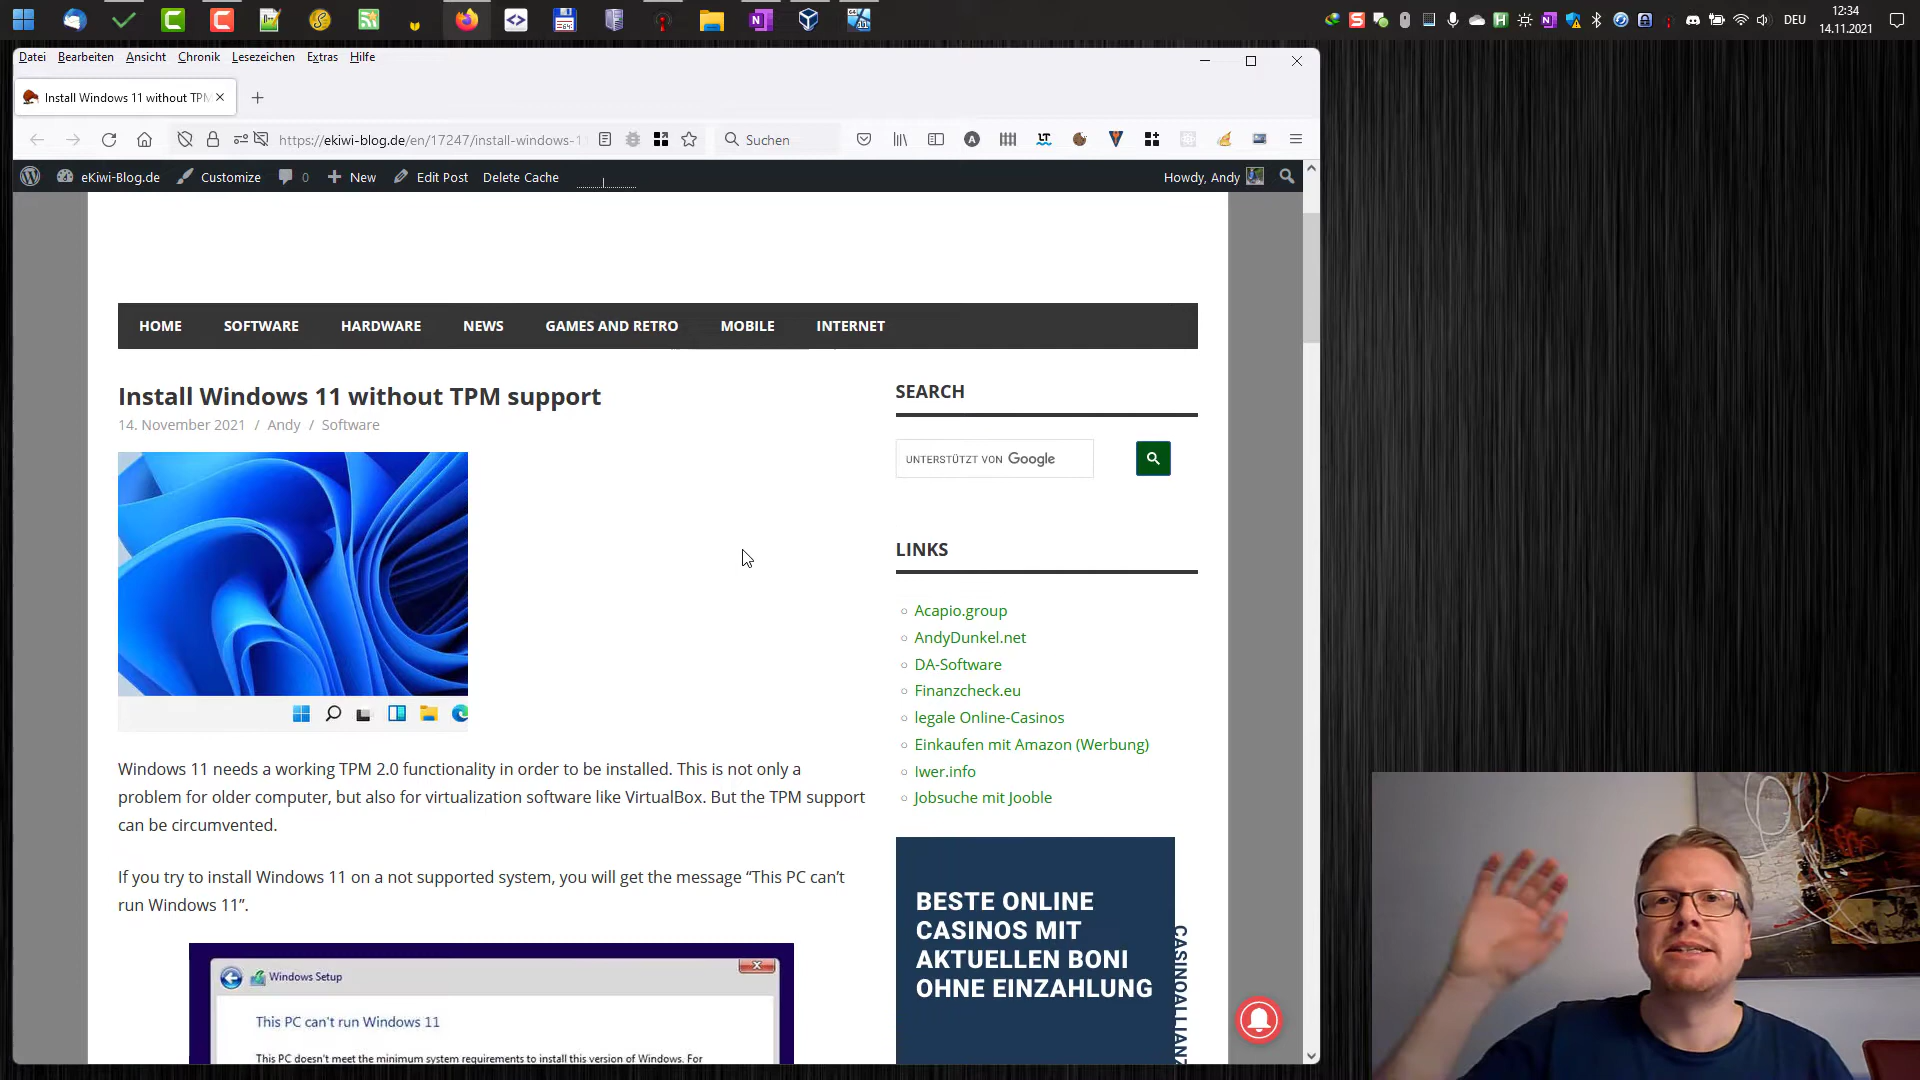 DEU
12:34
14.11.2021
Datei Bearbeiten Ansicht Chronik Lesezeichen Extras Hilfe
Install Windows 11 without TPM
https://ekiwi-blog.de/en/17247/install-windows-1
Suchen
eKiwi-Blog.de Customize 0 New Edit Post Delete Cache
Howdy, Andy
HOME SOFTWARE HARDWARE NEWS GAMES AND RETRO MOBILE INTERNET
Install Windows 11 without TPM support
14. November 2021 / Andy / Software
Windows 11 needs a working TPM 2.0 functionality in order to be installed. This is not only a
problem for older computer, but also for virtualization software like VirtualBox. But the TPM support
can be circumvented.
If you try to install Windows 11 on a not supported system, you will get the message “This PC can’t
run Windows 11”.
Windows Setup
This PC can't run Windows 11
This PC doesn't meet the minimum system requirements to install this version of Windows. For
SEARCH
UNTERSTÜTZT VON Google
LINKS
Acapio.group
AndyDunkel.net
DA-Software
Finanzcheck.eu
legale Online-Casinos
Einkaufen mit Amazon (Werbung)
Iwer.info
Jobsuche mit Jooble
BESTE ONLINE
CASINOS MIT
AKTUELLEN BONI
OHNE EINZAHLUNG